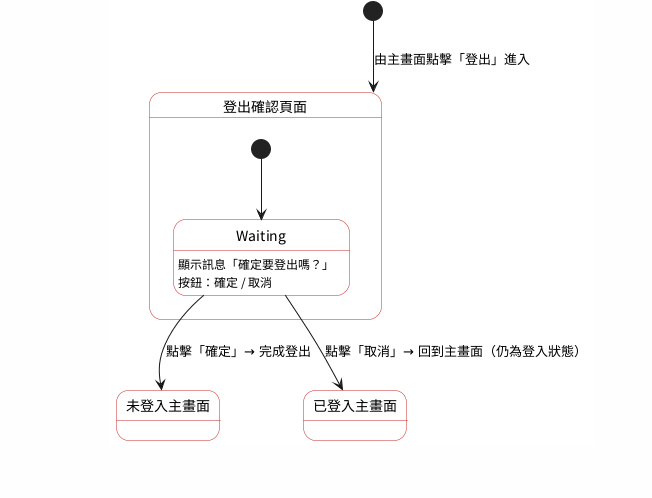 由主畫面點擊「登出」進入
登出確認頁面
Waiting
顯示訊息「確定要登出嗎？」
按鈕：確定 / 取消
點擊「確定」→ 完成登出
點擊「取消」→ 回到主畫面（仍為登入狀態）
未登入主畫面
已登入主畫面